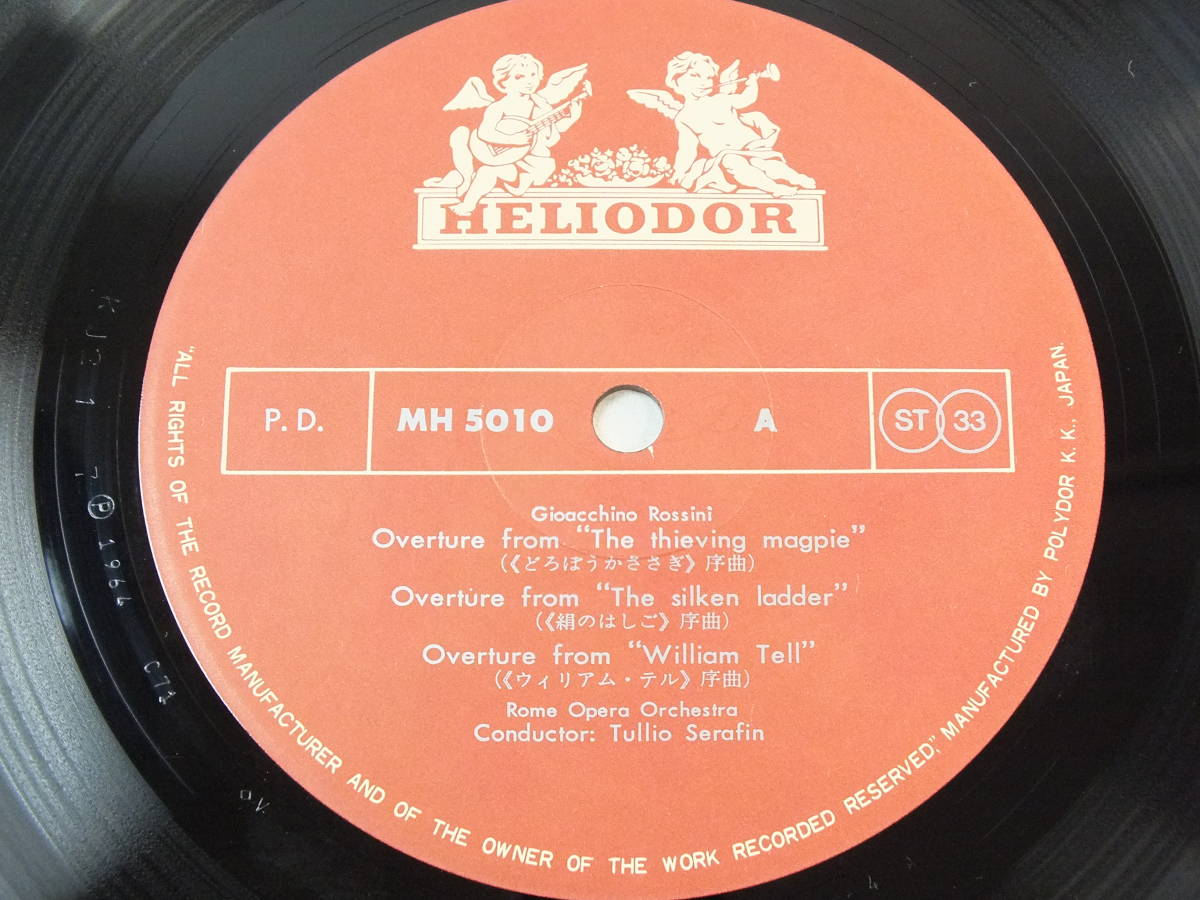 HELIODOR
P. D. MH 5010 A ST 33
Gioacchino Rossini
Overture from “The thieving magpie”
(《どろぼうかささぎ》序曲)
Overture from “The silken ladder”
(《絹のはしご》序曲)
Overture from “William Tell”
(《ウィリアム・テル》序曲)
Rome Opera Orchestra
Conductor: Tullio Serafin
“ALL RIGHTS OF THE RECORD MANUFACTURER AND OF THE OWNER OF THE WORK RECORDED RESERVED,” MANUFACTURED BY POLYDOR K. K., JAPAN.
Ⓟ 1964